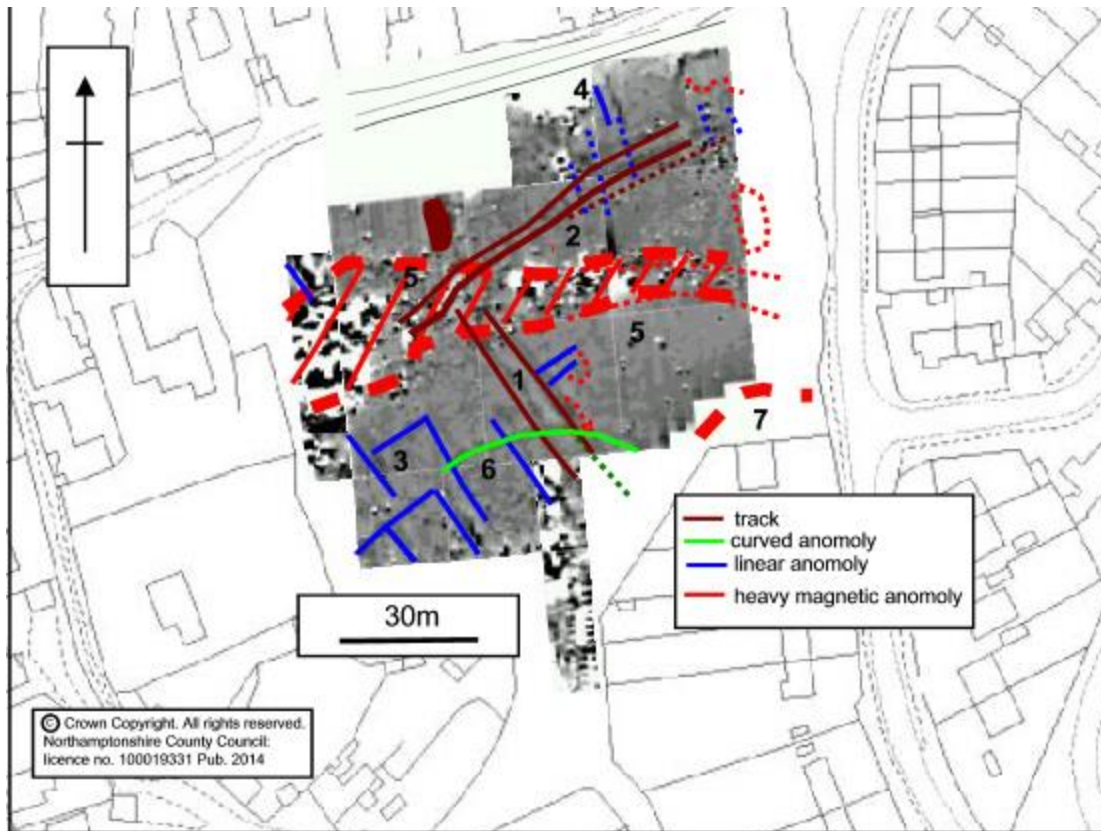 4
2
5
5
1
7
3
6
track
curved anomoly
linear anomoly
heavy magnetic anomoly
30m
© Crown Copyright. All rights reserved.
Northamptonshire County Council:
licence no. 100019331 Pub. 2014